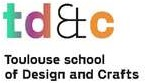 td&c
Toulouse school
of Design and Crafts